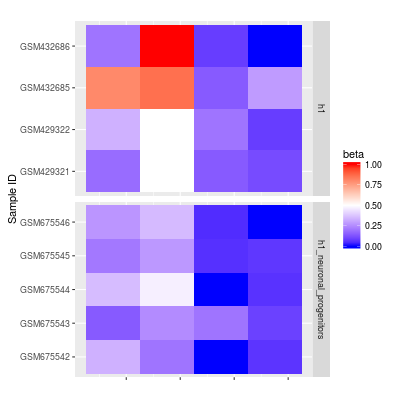 GSM432686
GSM432685
GSM429322
GSM429321
h1
GSM675546
GSM675545
GSM675544
GSM675543
GSM675542
h1_neuronal_progenitors
Sample ID
beta
1.00
0.75
0.50
0.25
0.00